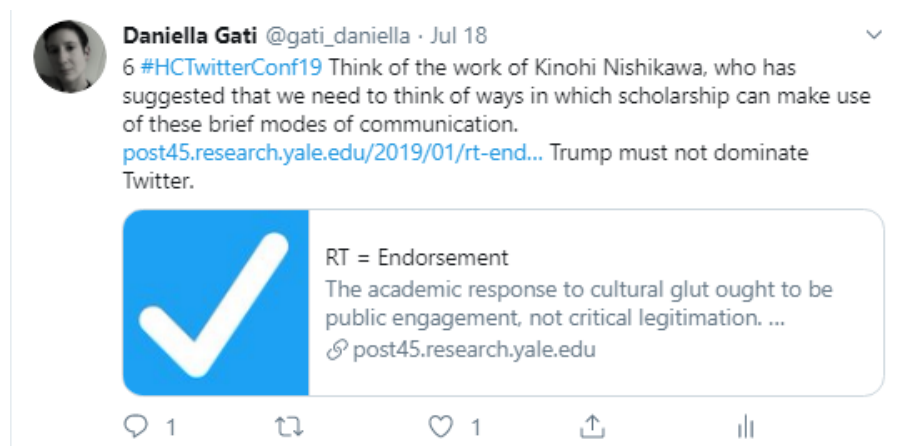 Daniella Gati @gati_daniella · Jul 18
6 #HCTwitterConf19 Think of the work of Kinohi Nishikawa, who has
suggested that we need to think of ways in which scholarship can make use
of these brief modes of communication.
post45.research.yale.edu/2019/01/rt-end... Trump must not dominate
Twitter.
RT = Endorsement
The academic response to cultural glut ought to be
public engagement, not critical legitimation. ...
post45.research.yale.edu
1 1